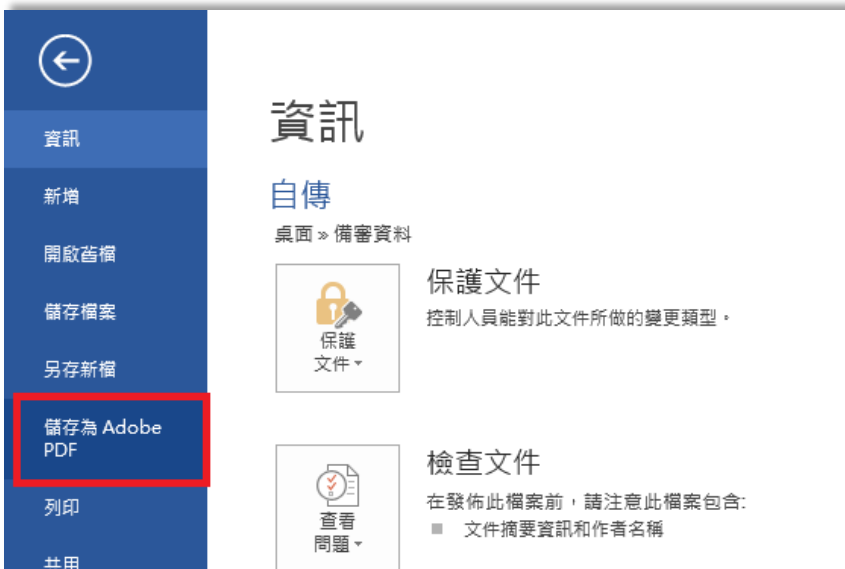 資訊
新增
開啟舊檔
儲存檔案
另存新檔
儲存為 Adobe
PDF
列印
共用
資訊
自傳
桌面 » 備審資料
保護
文件
保護文件
控制人員能對此文件所做的變更類型。
查看
問題
檢查文件
在發佈此檔案前，請注意此檔案包含:
文件摘要資訊和作者名稱